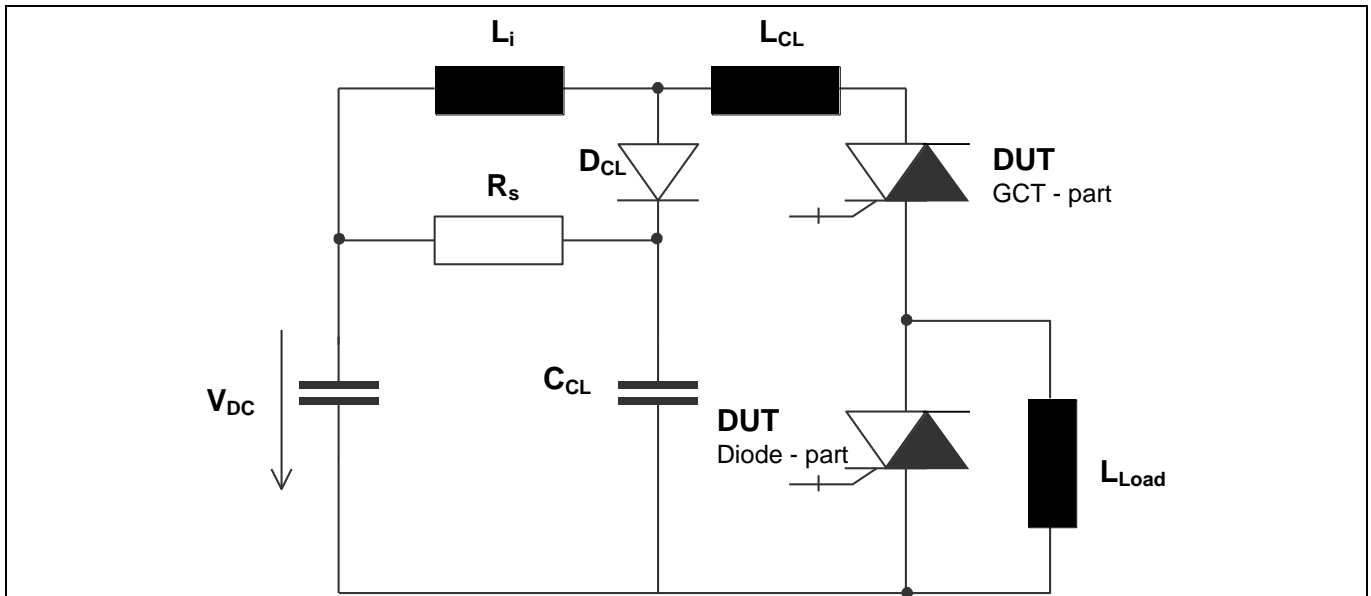 Li
LCL
DCL
DUT
GCT - part
Rs
VDC
CCL
DUT
Diode - part
LLoad